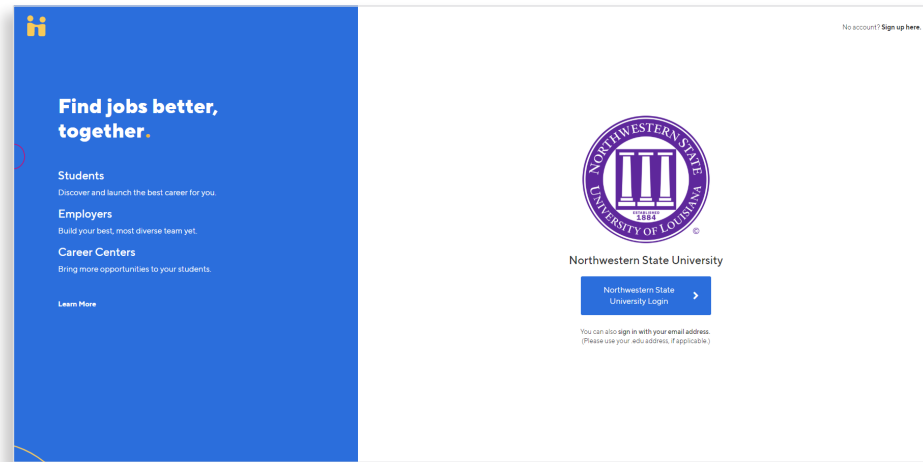 No account? Sign up here.
Find jobs better,
together.
Students
Discover and launch the best career for you.
Employers
Build your best, most diverse team yet.
Career Centers
Bring more opportunities to your students.
Learn More
NORTHWESTERN STATE
UNIVERSITY OF LOUISIANA
ESTABLISHED
1884
©
Northwestern State University
Northwestern State
University Login
You can also sign in with your email address.
(Please use your .edu address, if applicable.)